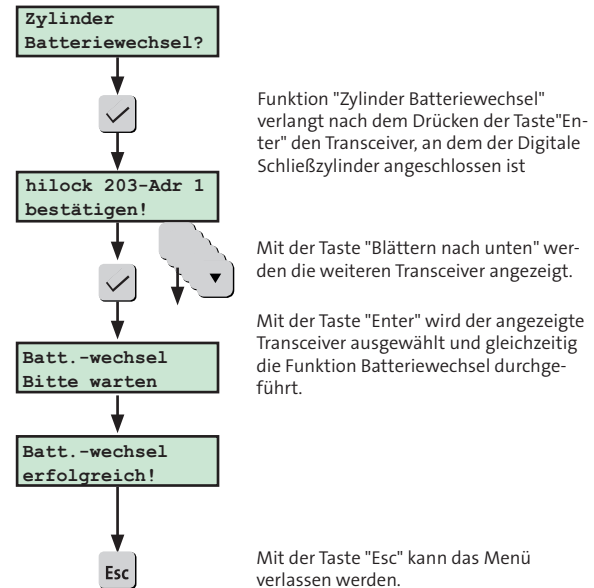 Zylinder
Batteriewechsel?
Funktion "Zylinder Batteriewechsel"
verlangt nach dem Drücken der Taste"En-
ter" den Transceiver, an dem der Digitale
Schließzylinder angeschlossen ist
hilock 203-Adr 1
bestätigen!
Mit der Taste "Blättern nach unten" wer-
den die weiteren Transceiver angezeigt.
Mit der Taste "Enter" wird der angezeigte
Transceiver ausgewählt und gleichzeitig
die Funktion Batteriewechsel durchge-
führt.
Batt.-wechsel
Bitte warten
Batt.-wechsel
erfolgreich!
Esc
Mit der Taste "Esc" kann das Menü
verlassen werden.